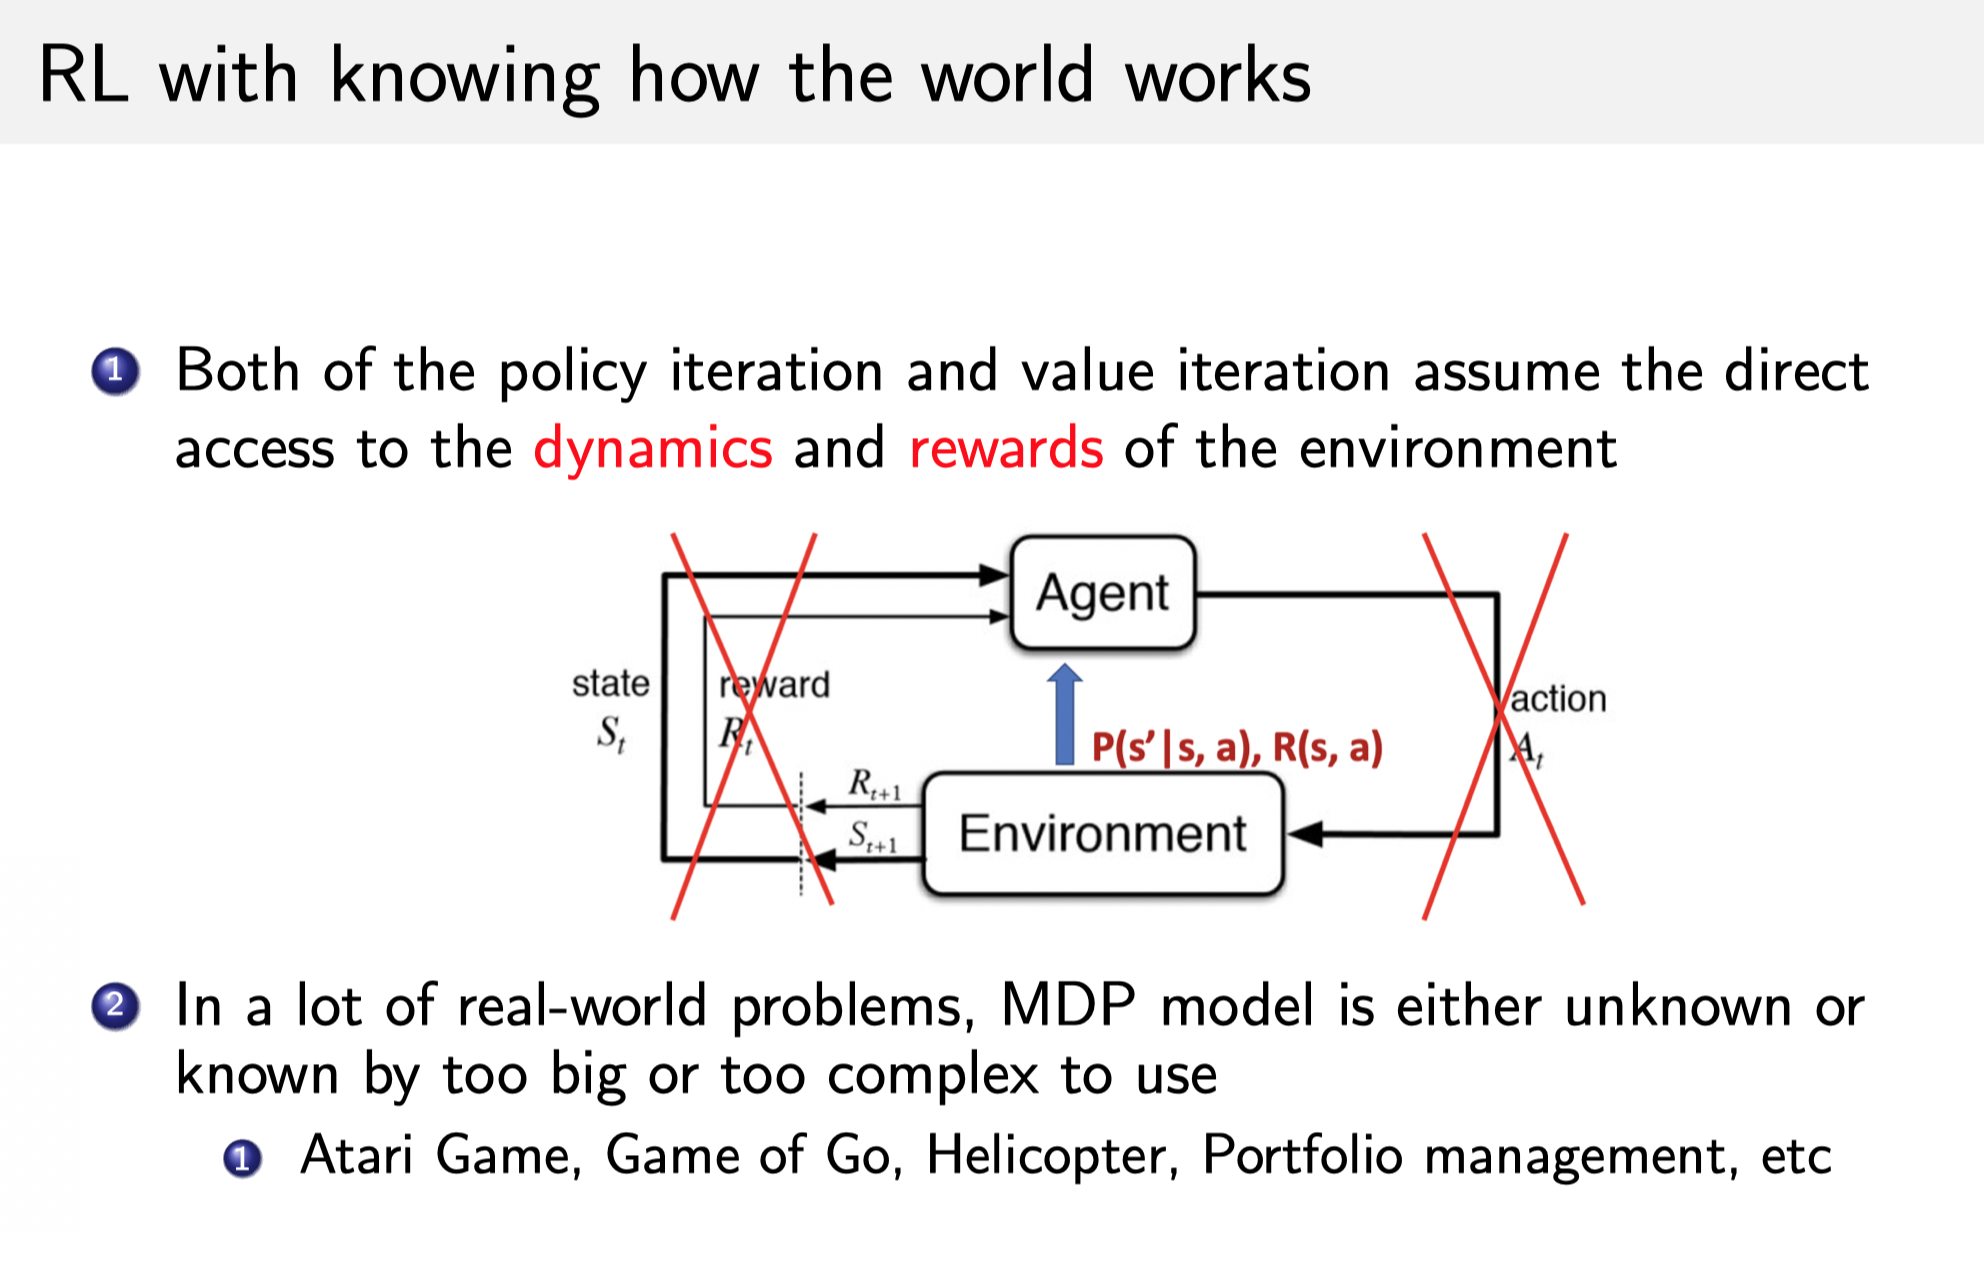 RL with knowing how the world works
1 Both of the policy iteration and value iteration assume the direct
access to the dynamics and rewards of the environment
Agent
state
S_t
reward
R_t
action
A_t
P(s′|s, a), R(s, a)
R_{t+1}
S_{t+1}
Environment
2 In a lot of real-world problems, MDP model is either unknown or
known by too big or too complex to use
1 Atari Game, Game of Go, Helicopter, Portfolio management, etc